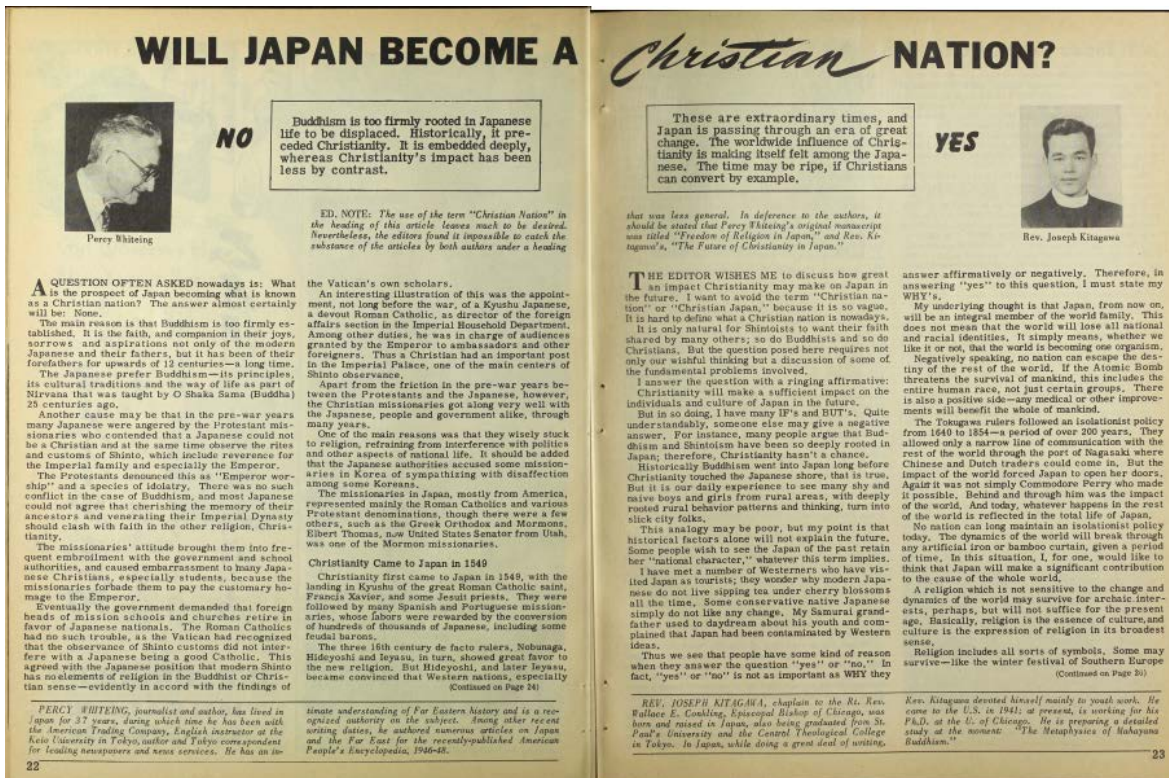 WILL JAPAN BECOME A Christian NATION?
NO
Buddhism is too firmly rooted in Japanese
life to be displaced. Historically, it pre-
ceded Christianity. It is embedded deeply,
whereas Christianity's impact has been
less by contrast.
Percy Whiteing
ED. NOTE: The use of the term "Christian Nation" in
the heading of this article leaves much to be desired.
Nevertheless, the editors found it impossible to catch the
substance of the articles by both authors under a heading
A QUESTION OFTEN ASKED nowadays is: What
is the prospect of Japan becoming what is known
as a Christian nation? The answer almost certainly
will be: None.
The main reason is that Buddhism is too firmly es-
tablished. It is the faith, and companion in their joys,
sorrows and aspirations not only of the modern
Japanese and their fathers, but it has been of their
forefathers for upwards of 12 centuries—a long time.
The Japanese prefer Buddhism—its principles,
its cultural traditions and the way of life as part of
Nirvana that was taught by O Shaka Sama (Buddha)
25 centuries ago.
Another cause may be that in the pre-war years
many Japanese were angered by the Protestant mis-
sionaries who contended that a Japanese could not
be a Christian and at the same time observe the rites
and customs of Shinto, which include reverence for
the Imperial family and especially the Emperor.
The Protestants denounced this as "Emperor wor-
ship" and a species of idolatry. There was no such
conflict in the case of Buddhism, and most Japanese
could not agree that cherishing the memory of their
ancestors and venerating their Imperial Dynasty
should clash with faith in the other religion, Chris-
tianity.
The missionaries' attitude brought them into fre-
quent embroilment with the government and school
authorities, and caused embarrassment to many Japa-
nese Christians, especially students, because the
missionaries forbade them to pay the customary ho-
mage to the Emperor.
Eventually the government demanded that foreign
heads of mission schools and churches retire in
favor of Japanese nationals. The Roman Catholics
had no such trouble, as the Vatican had recognized
that the observance of Shinto customs did not inter-
fere with a Japanese being a good Catholic. This
agreed with the Japanese position that modern Shinto
has no elements of religion in the Buddhist or Chris-
tian sense—evidently in accord with the findings of
the Vatican's own scholars.
An interesting illustration of this was the appoint-
ment, not long before the war, of a Kyushu Japanese,
a devout Roman Catholic, as director of the foreign
affairs section in the Imperial Household Department.
Among other duties, he was in charge of audiences
granted by the Emperor to ambassadors and other
foreigners. Thus a Christian had an important post
in the Imperial Palace, one of the main centers of
Shinto observance.
Apart from the friction in the pre-war years be-
tween the Protestants and the Japanese, however,
the Christian missionaries got along very well with
the Japanese, people and government alike, through
many years.
One of the main reasons was that they wisely stuck
to religion, refraining from interference with politics
and other aspects of national life. It should be added
that the Japanese authorities accused some mission-
aries in Korea of sympathizing with disaffection
among some Koreans.
The missionaries in Japan, mostly from America,
represented mainly the Roman Catholics and various
Protestant denominations, though there were a few
others, such as the Greek Orthodox and Mormons.
Elbert Thomas, now United States Senator from Utah,
was one of the Mormon missionaries.
Christianity Came to Japan in 1549
Christianity first came to Japan in 1549, with the
landing in Kyushu of the great Roman Catholic saint,
Francis Xavier, and some Jesuit priests. They were
followed by many Spanish and Portuguese mission-
aries, whose labors were rewarded by the conversion
of hundreds of thousands of Japanese, including some
feudal barons.
The three 16th century de facto rulers, Nobunaga,
Hideyoshi and Ieyasu, in turn, showed great favor to
the new religion. But Hideyoshi, and later Ieyasu,
became convinced that Western nations, especially
(Continued on Page 24)
PERCY WHITEING, journalist and author, has lived in
Japan for 37 years, during which time he has been with
the American Trading Company, English instructor at the
Keio University in Tokyo, author and Tokyo correspondent
for leading newspapers and news services. He has an in-
timate understanding of Far Eastern history and is a rec-
ognized authority on the subject. Among other recent
writing duties, he authored numerous articles on Japan
and the Far East for the recently-published American
People's Encyclopedia, 1946-48.
22
These are extraordinary times, and
Japan is passing through an era of great
change. The worldwide influence of Chris-
tianity is making itself felt among the Japa-
nese. The time may be ripe, if Christians
can convert by example.
YES
Rev. Joseph Kitagawa
that was less general. In deference to the authors, it
should be stated that Percy Whiteing's original manuscript
was titled "Freedom of Religion in Japan," and Rev. Ki-
tagawa's, "The Future of Christianity in Japan."
THE EDITOR WISHES ME to discuss how great
an impact Christianity may make on Japan in
the future. I want to avoid the term "Christian na-
tion" or "Christian Japan," because it is so vague.
It is hard to define what a Christian nation is nowadays.
It is only natural for Shintoists to want their faith
shared by many others; so do Buddhists and so do
Christians. But the question posed here requires not
only our wishful thinking but a discussion of some of
the fundamental problems involved.
I answer the question with a ringing affirmative:
Christianity will make a sufficient impact on the
individuals and culture of Japan in the future.
But in so doing, I have many IF's and BUT's. Quite
understandably, someone else may give a negative
answer. For instance, many people argue that Bud-
dhism and Shintoism have been so deeply rooted in
Japan; therefore, Christianity hasn't a chance.
Historically Buddhism went into Japan long before
Christianity touched the Japanese shore, that is true.
But it is our daily experience to see many shy and
naive boys and girls from rural areas, with deeply
rooted rural behavior patterns and thinking, turn into
slick city folks.
This analogy may be poor, but my point is that
historical factors alone will not explain the future.
Some people wish to see the Japan of the past retain
her "national character," whatever this term implies.
I have met a number of Westerners who have vis-
ited Japan as tourists; they wonder why modern Japa-
nese do not live sipping tea under cherry blossoms
all the time. Some conservative native Japanese
simply do not like any change. My Samurai grand-
father used to daydream about his youth and com-
plained that Japan had been contaminated by Western
ideas.
Thus we see that people have some kind of reason
when they answer the question "yes" or "no." In
fact, "yes" or "no" is not as important as WHY they
answer affirmatively or negatively. Therefore, in
answering "yes" to this question, I must state my
WHY's.
My underlying thought is that Japan, from now on,
will be an integral member of the world family. This
does not mean that the world will lose all national
and racial identities. It simply means, whether we
like it or not, that the world is becoming one organism.
Negatively speaking, no nation can escape the des-
tiny of the rest of the world. If the Atomic Bomb
threatens the survival of mankind, this includes the
entire human race, not just certain groups. There
is also a positive side—any medical or other improve-
ments will benefit the whole of mankind.
The Tokugawa rulers followed an isolationist policy
from 1640 to 1854—a period of over 200 years. They
allowed only a narrow line of communication with the
rest of the world through the port of Nagasaki where
Chinese and Dutch traders could come in. But the
impact of the world forced Japan to open her doors.
Again it was not simply Commodore Perry who made
it possible. Behind and through him was the impact
of the world. And today, whatever happens in the rest
of the world is reflected in the total life of Japan.
No nation can long maintain an isolationist policy
today. The dynamics of the world will break through
any artificial iron or bamboo curtain, given a period
of time. In this situation, I, for one, would like to
think that Japan will make a significant contribution
to the cause of the whole world.
A religion which is not sensitive to the change and
dynamics of the world may survive for archaic inter-
ests, perhaps, but will not suffice for the present
age. Basically, religion is the essence of culture, and
culture is the expression of religion in its broadest
sense.
Religion includes all sorts of symbols. Some may
survive—like the winter festival of Southern Europe
(Continued on Page 26)
REV. JOSEPH KITAGAWA, chaplain to the Rt. Rev.
Wallace E. Conkling, Episcopal Bishop of Chicago, was
born and raised in Japan, also being graduated from St.
Paul's University and the Central Theological College
in Tokyo. In Japan, while doing a great deal of writing,
Rev. Kitagawa devoted himself mainly to youth work. He
came to the U.S. in 1941; at present, is working for his
Ph.D. at the U. of Chicago. He is preparing a detailed
study at the moment: "The Metaphysics of Mahayana
Buddhism."
23